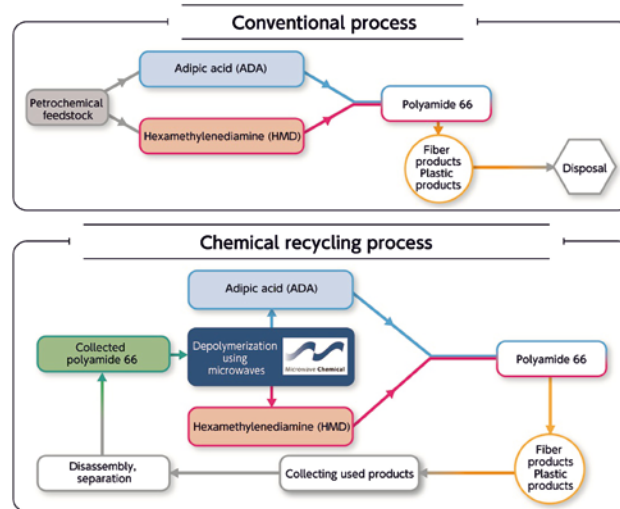 Conventional process
Adipic acid (ADA)
Petrochemical
feedstock
Polyamide 66
Hexamethylenediamine (HMD)
Fiber
products
Plastic
products
Disposal
Chemical recycling process
Adipic acid (ADA)
Collected
polyamide 66
Depolymerization
using
microwaves
Microwave Chemical
Polyamide 66
Hexamethylenediamine (HMD)
Disassembly,
separation
Collecting used products
Fiber
products
Plastic
products